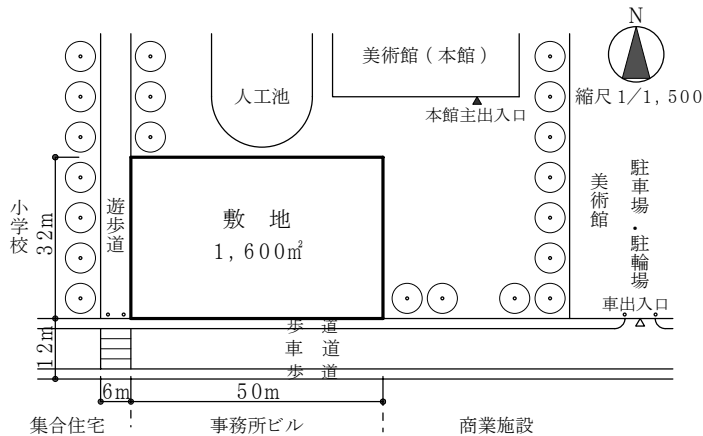 N
縮尺1/1,500
美術館(本館)
本館主出入口
人工池
敷 地
1,600㎡
遊歩道
小学校
32m
12m
美術館
駐車場・駐輪場
車出入口
歩 道
車 道
歩 道
6m
50m
集合住宅
事務所ビル
商業施設